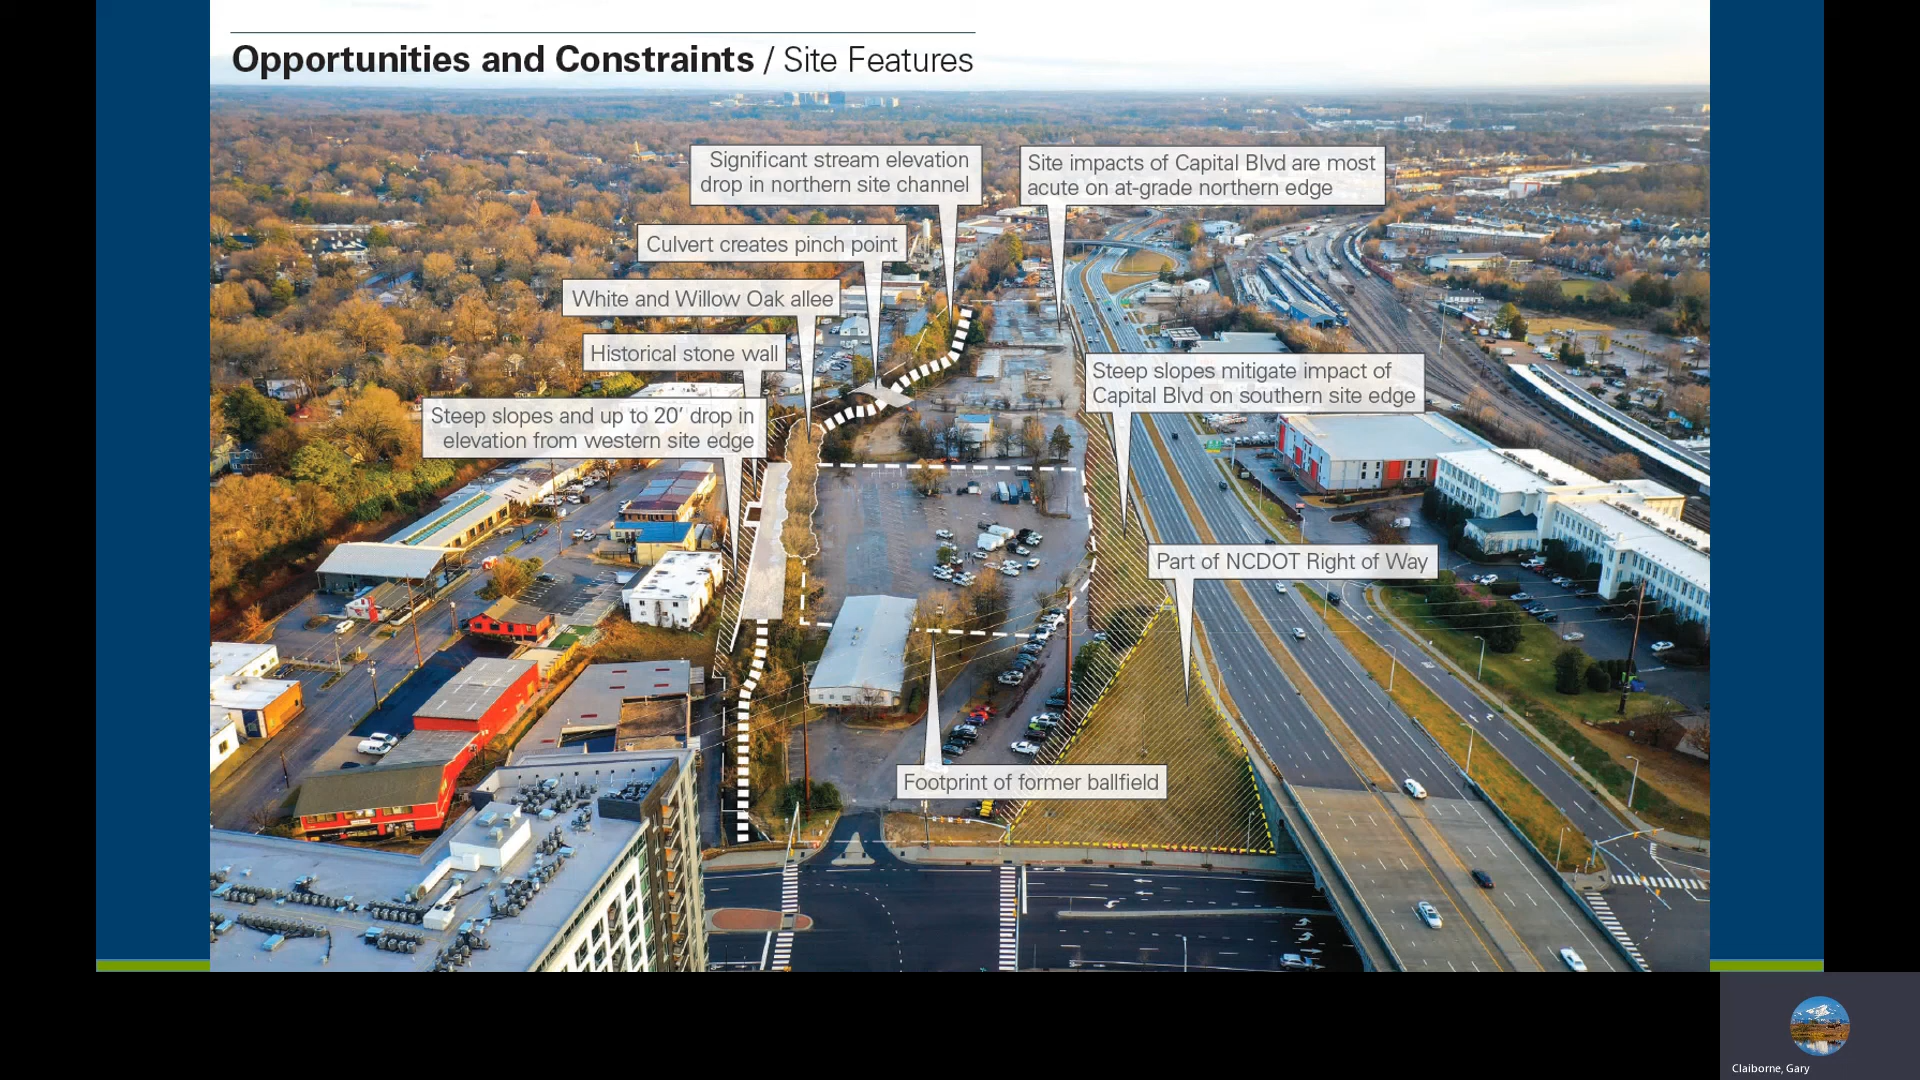 Opportunities and Constraints / Site Features
Significant stream elevation
drop in northern site channel
Site impacts of Capital Blvd are most
acute on at-grade northern edge
Culvert creates pinch point
White and Willow Oak allee
Historical stone wall
Steep slopes mitigate impact of
Capital Blvd on southern site edge
Steep slopes and up to 20’ drop in
elevation from western site edge
Part of NCDOT Right of Way
Footprint of former ballfield
Claiborne, Gary